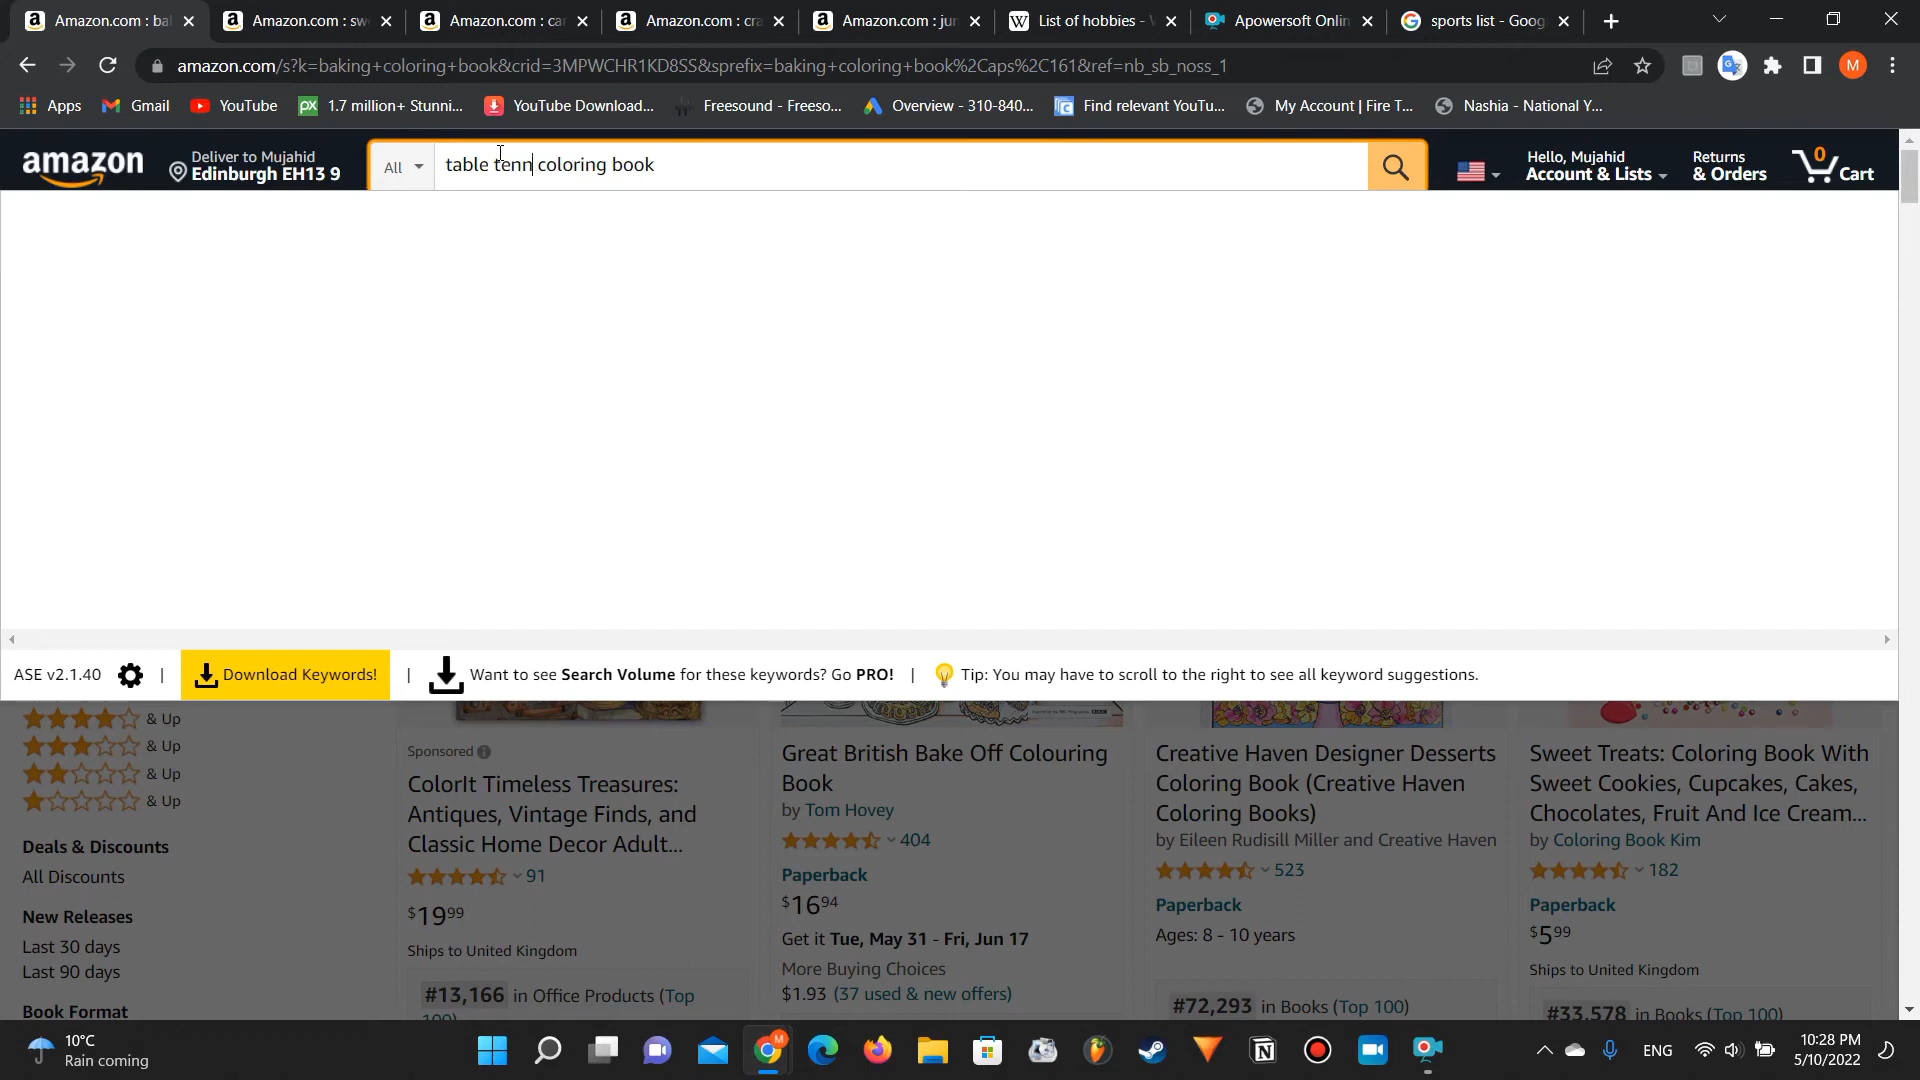 Amazon.com : bal
Amazon.com : sw
Amazon.com : car
Amazon.com : cra
Amazon.com : jur
List of hobbies - W
Apowersoft Onlin
sports list - Goog
amazon.com/s?k=baking+coloring+book&crid=3MPWCHR1KD8SS&sprefix=baking+coloring+book%2Caps%2C161&ref=nb_sb_noss_1
M
Apps
Gmail
YouTube
1.7 million+ Stunni...
YouTube Download...
Freesound - Freeso...
Overview - 310-840...
Find relevant YouTu...
My Account | Fire T...
Nashia - National Y...
amazon
Deliver to Mujahid
Edinburgh EH13 9
All
table tenn coloring book
Hello, Mujahid
Account & Lists
Returns
& Orders
0
Cart
ASE v2.1.40
|
Download Keywords!
|
Want to see Search Volume for these keywords? Go PRO!
|
Tip: You may have to scroll to the right to see all keyword suggestions.
& Up
& Up
& Up
& Up
Deals & Discounts
All Discounts
New Releases
Last 30 days
Last 90 days
Book Format
Sponsored
ColorIt Timeless Treasures:
Antiques, Vintage Finds, and
Classic Home Decor Adult...
91
$19 99
Ships to United Kingdom
#13,166 in Office Products (Top
100)
Great British Bake Off Colouring
Book
by Tom Hovey
404
Paperback
$16 94
Get it Tue, May 31 - Fri, Jun 17
More Buying Choices
$1.93 (37 used & new offers)
Creative Haven Designer Desserts
Coloring Book (Creative Haven
Coloring Books)
by Eileen Rudisill Miller and Creative Haven
523
Paperback
Ages: 8 - 10 years
#72,293 in Books (Top 100)
Sweet Treats: Coloring Book With
Sweet Cookies, Cupcakes, Cakes,
Chocolates, Fruit And Ice Cream...
by Coloring Book Kim
182
Paperback
$5 99
Ships to United Kingdom
#33,578 in Books (Top 100)
10°C
Rain coming
ENG
10:28 PM
5/10/2022